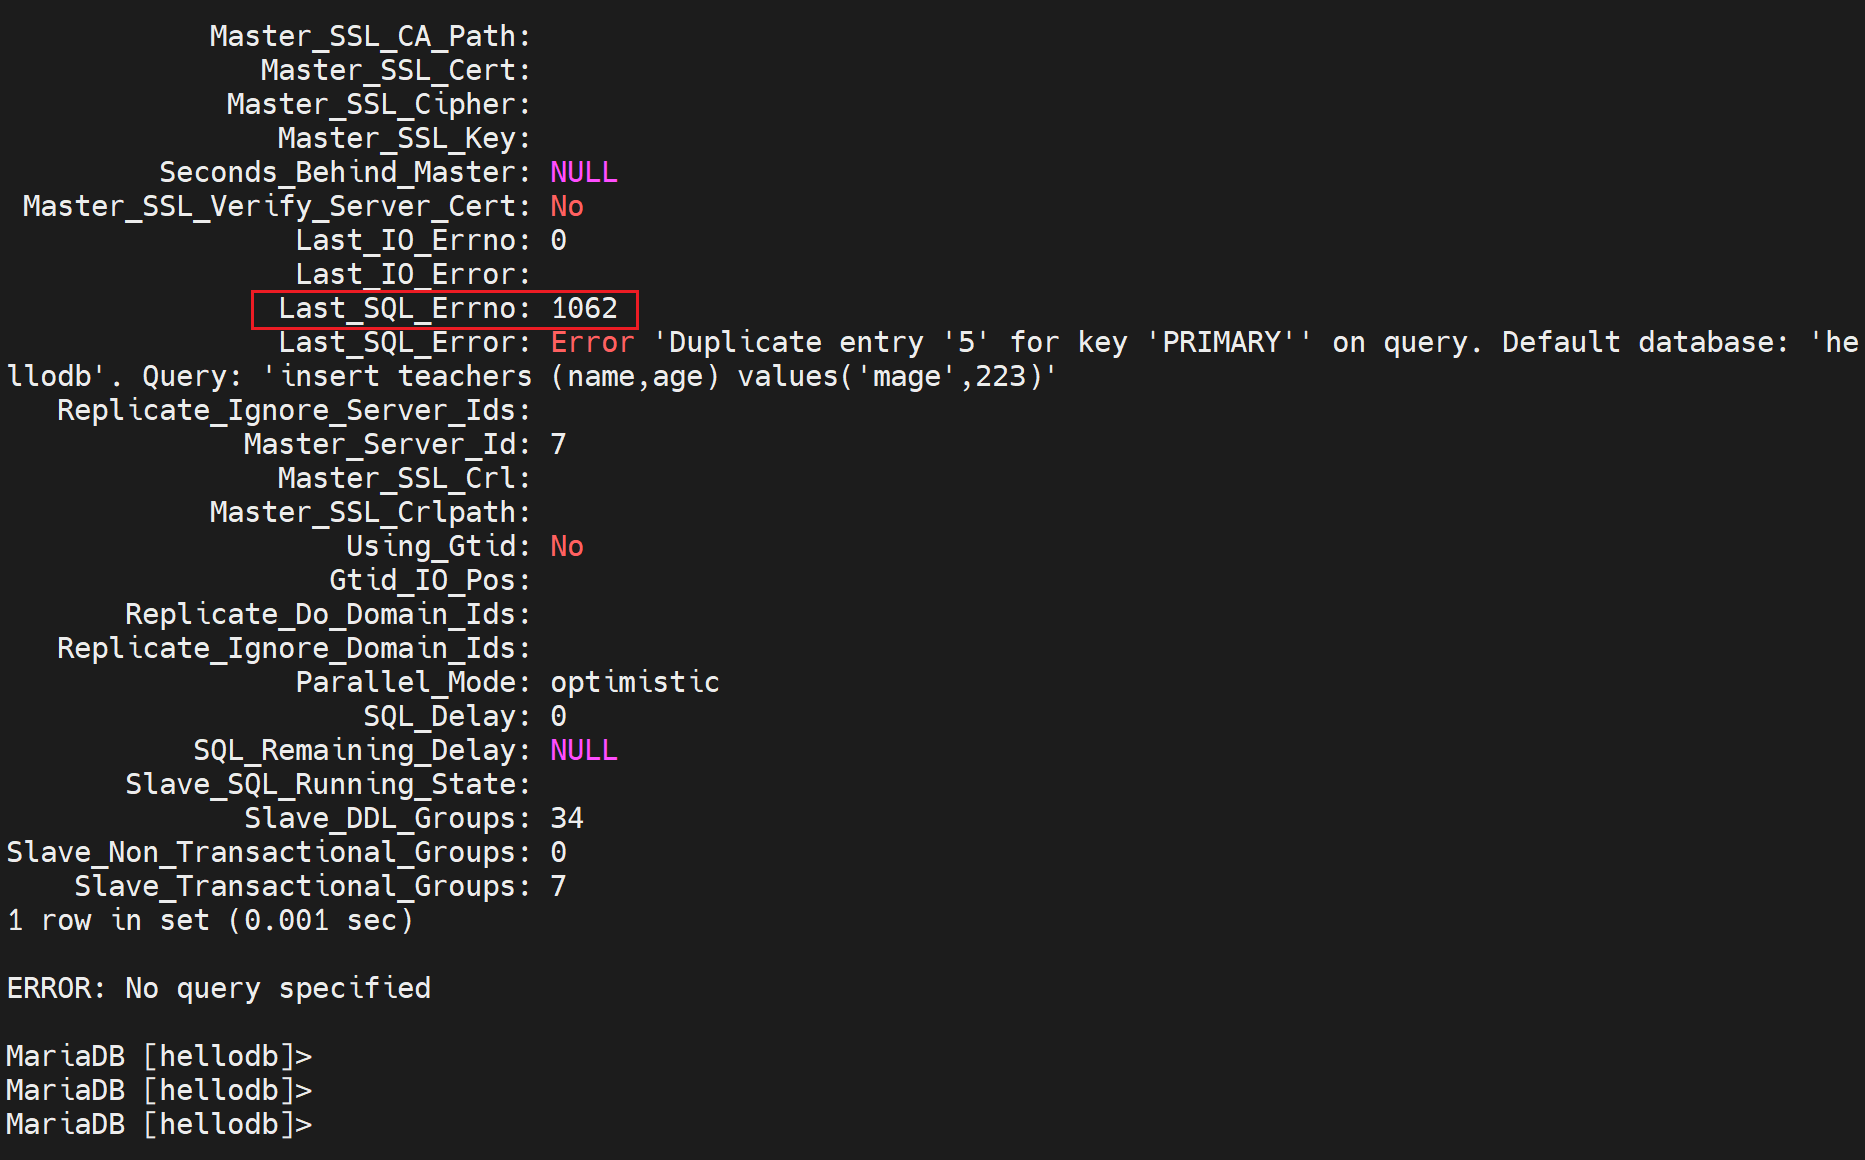 Master_SSL_CA_Path:
Master_SSL_Cert:
Master_SSL_Cipher:
Master_SSL_Key:
Seconds_Behind_Master: NULL
Master_SSL_Verify_Server_Cert: No
Last_IO_Errno: 0
Last_IO_Error:
Last_SQL_Errno: 1062
Last_SQL_Error: Error 'Duplicate entry '5' for key 'PRIMARY'' on query. Default database: 'he
llodb'. Query: 'insert teachers (name,age) values('mage',223)'
Replicate_Ignore_Server_Ids:
Master_Server_Id: 7
Master_SSL_Crl:
Master_SSL_Crlpath:
Using_Gtid: No
Gtid_IO_Pos:
Replicate_Do_Domain_Ids:
Replicate_Ignore_Domain_Ids:
Parallel_Mode: optimistic
SQL_Delay: 0
SQL_Remaining_Delay: NULL
Slave_SQL_Running_State:
Slave_DDL_Groups: 34
Slave_Non_Transactional_Groups: 0
Slave_Transactional_Groups: 7
1 row in set (0.001 sec)
ERROR: No query specified
MariaDB [hellodb]>
MariaDB [hellodb]>
MariaDB [hellodb]>